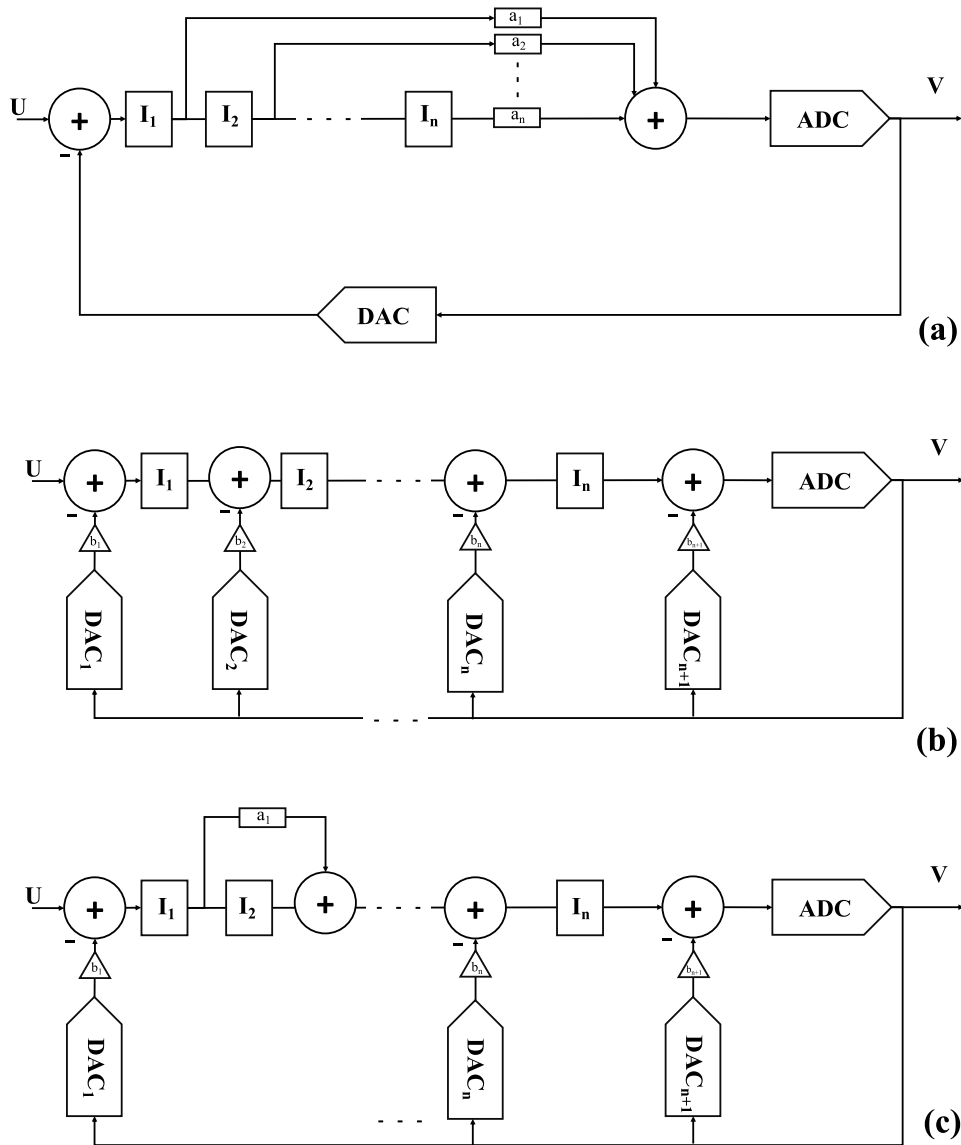 a₁
a₂
U + I₁ I₂ - - - Iₙ aₙ + ADC V
−
DAC
(a)
U + I₁ + I₂ - - - + Iₙ + ADC V
− − − −
b₁ b₂ bₙ bₙ₊₁
DAC₁ DAC₂ DACₙ DACₙ₊₁
- - - -
(b)
a₁
U + I₁ I₂ + - - - - + Iₙ + ADC V
− − −
b₁ bₙ bₙ₊₁
DAC₁ DACₙ DACₙ₊₁
- - - -
(c)